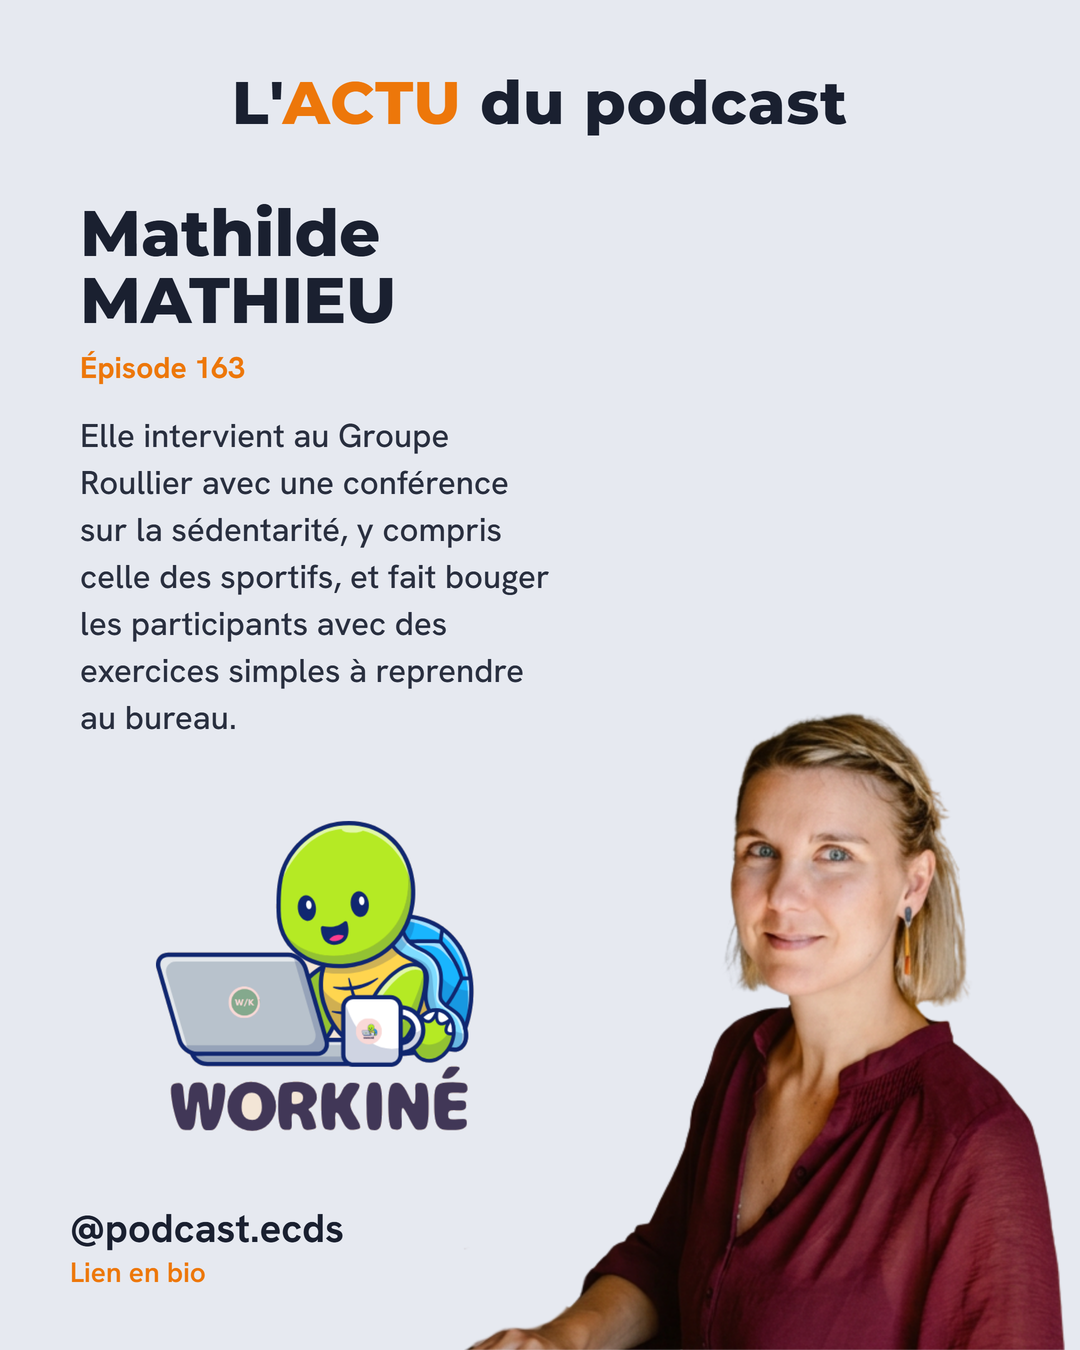 L'ACTU du podcast
Mathilde
MATHIEU
Épisode 163
Elle intervient au Groupe
Roullier avec une conférence
sur la sédentarité, y compris
celle des sportifs, et fait bouger
les participants avec des
exercices simples à reprendre
au bureau.
W/K
WORKINÉ
@podcast.ecds
Lien en bio